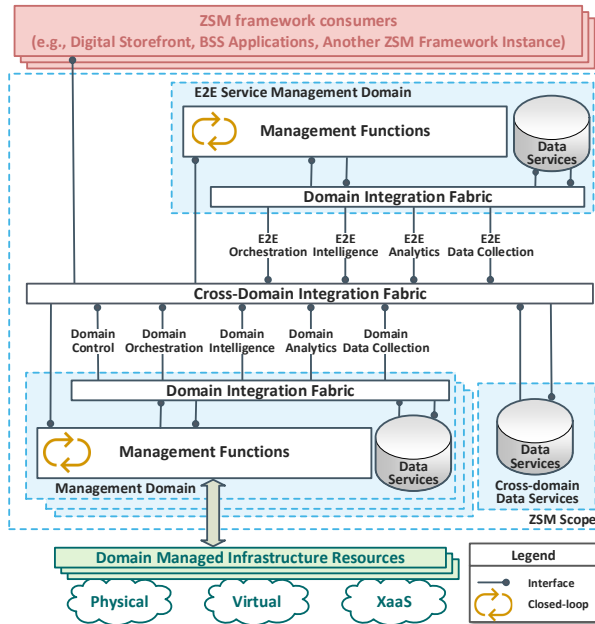 ZSM framework consumers
(e.g., Digital Storefront, BSS Applications, Another ZSM Framework Instance)
E2E Service Management Domain
Management Functions
Data
Services
Domain Integration Fabric
E2E
Orchestration
E2E
Intelligence
E2E
Analytics
E2E
Data Collection
Cross-Domain Integration Fabric
Domain
Control
Domain
Orchestration
Domain
Intelligence
Domain
Analytics
Domain
Data Collection
Domain Integration Fabric
Management Functions
Data
Services
Management Domain
Data
Services
Cross-domain
Data Services
ZSM Scope
Domain Managed Infrastructure Resources
Physical
Virtual
XaaS
Legend
Interface
Closed-loop